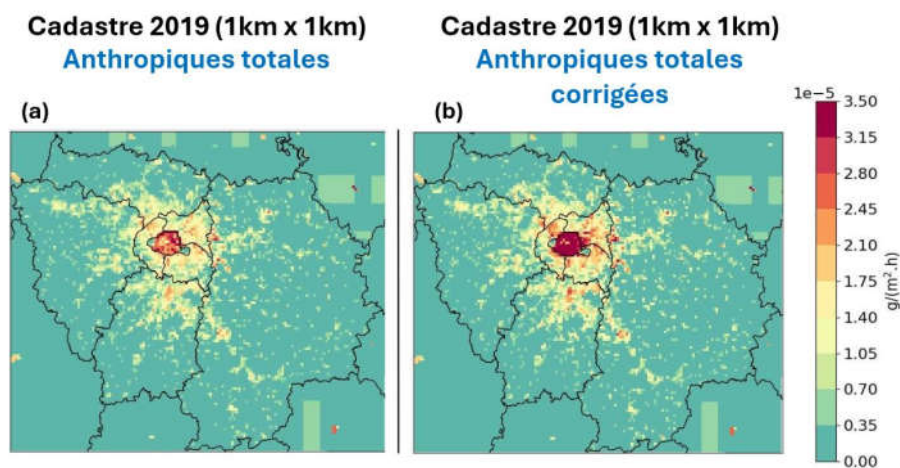 Cadastre 2019 (1km x 1km)
Anthropiques totales
Cadastre 2019 (1km x 1km)
Anthropiques totales
corrigées
(a)
(b)
1e−5
3.50
3.15
2.80
2.45
2.10
1.75
1.40
1.05
0.70
0.35
0.00
g/(m².h)